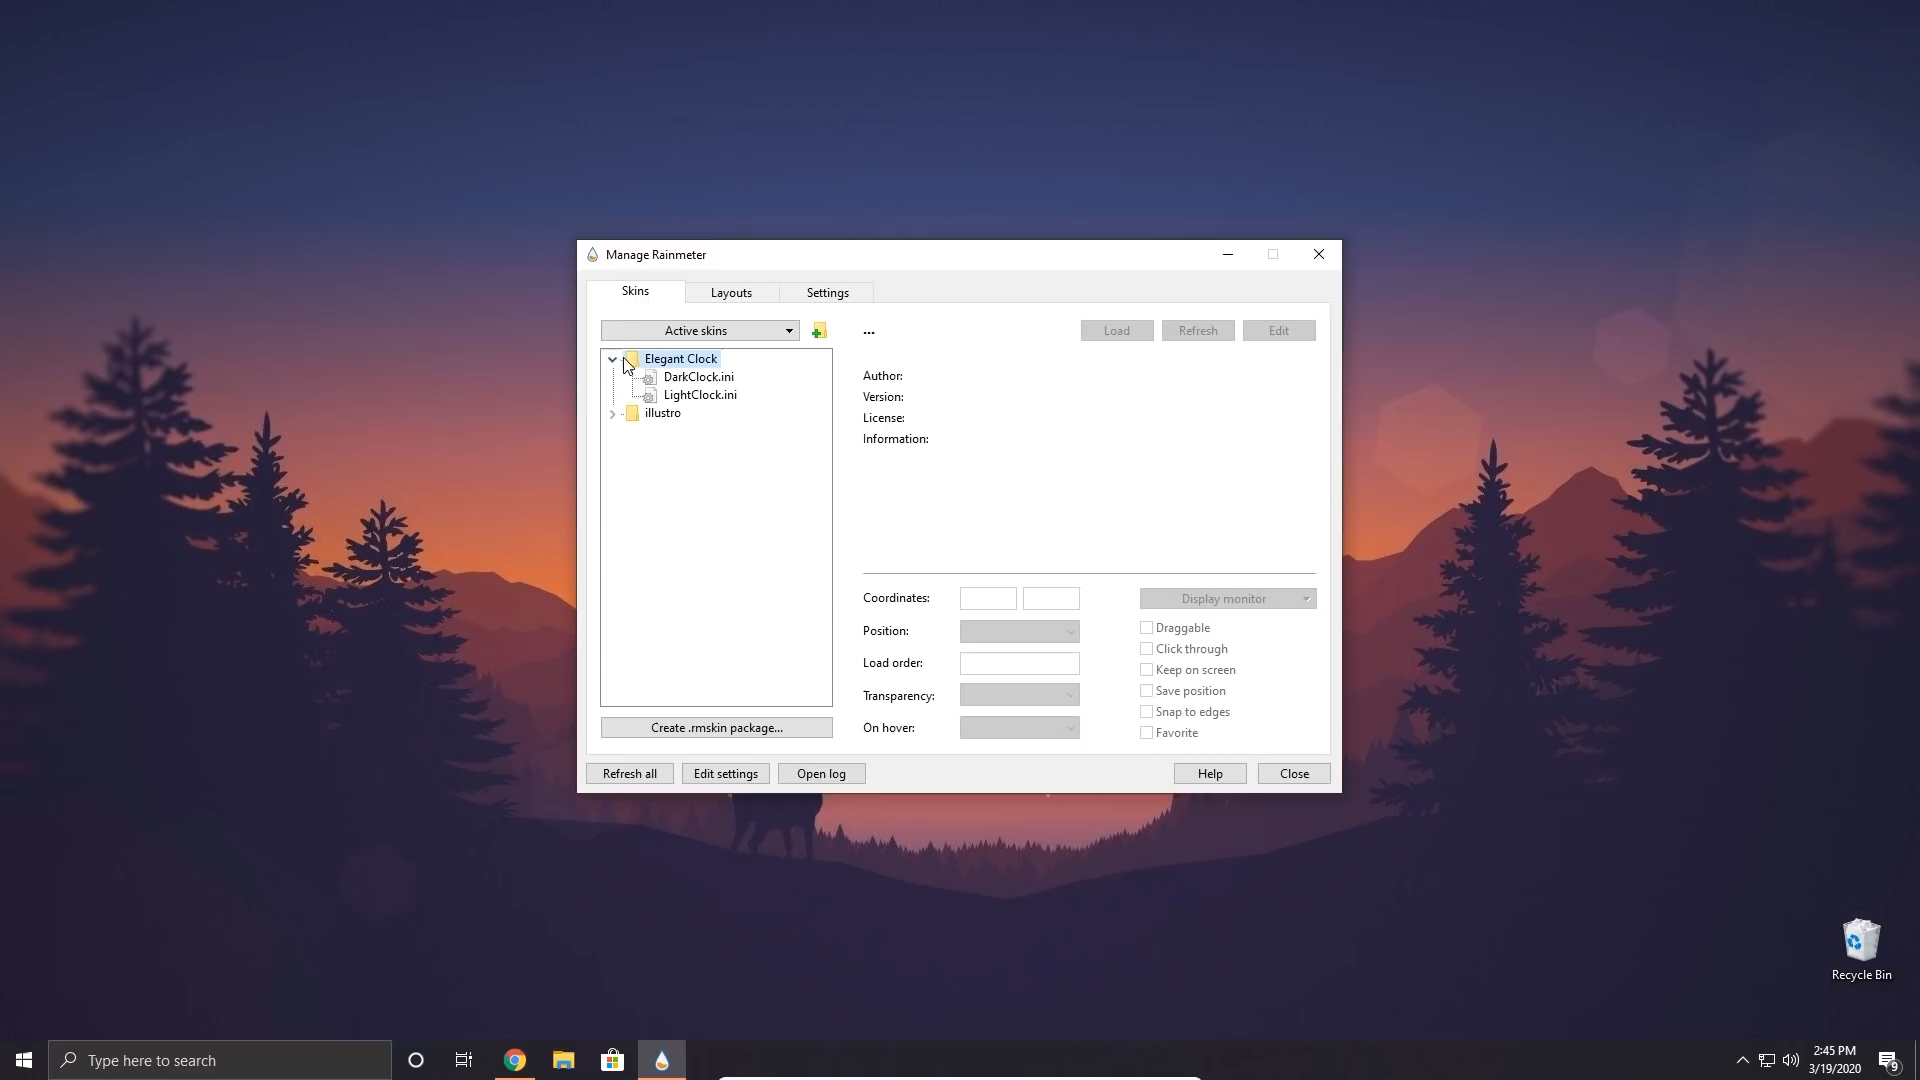 Manage Rainmeter
Skins
Layouts
Settings
Active skins
...
Load
Refresh
Edit
Elegant Clock
DarkClock.ini
LightClock.ini
illustro
Author:
Version:
License:
Information:
Coordinates:
Display monitor
Position:
Draggable
Click through
Load order:
Keep on screen
Transparency:
Save position
Snap to edges
Create .rmskin package...
On hover:
Favorite
Refresh all
Edit settings
Open log
Help
Close
Recycle Bin
Type here to search
2:45 PM
3/19/2020
9